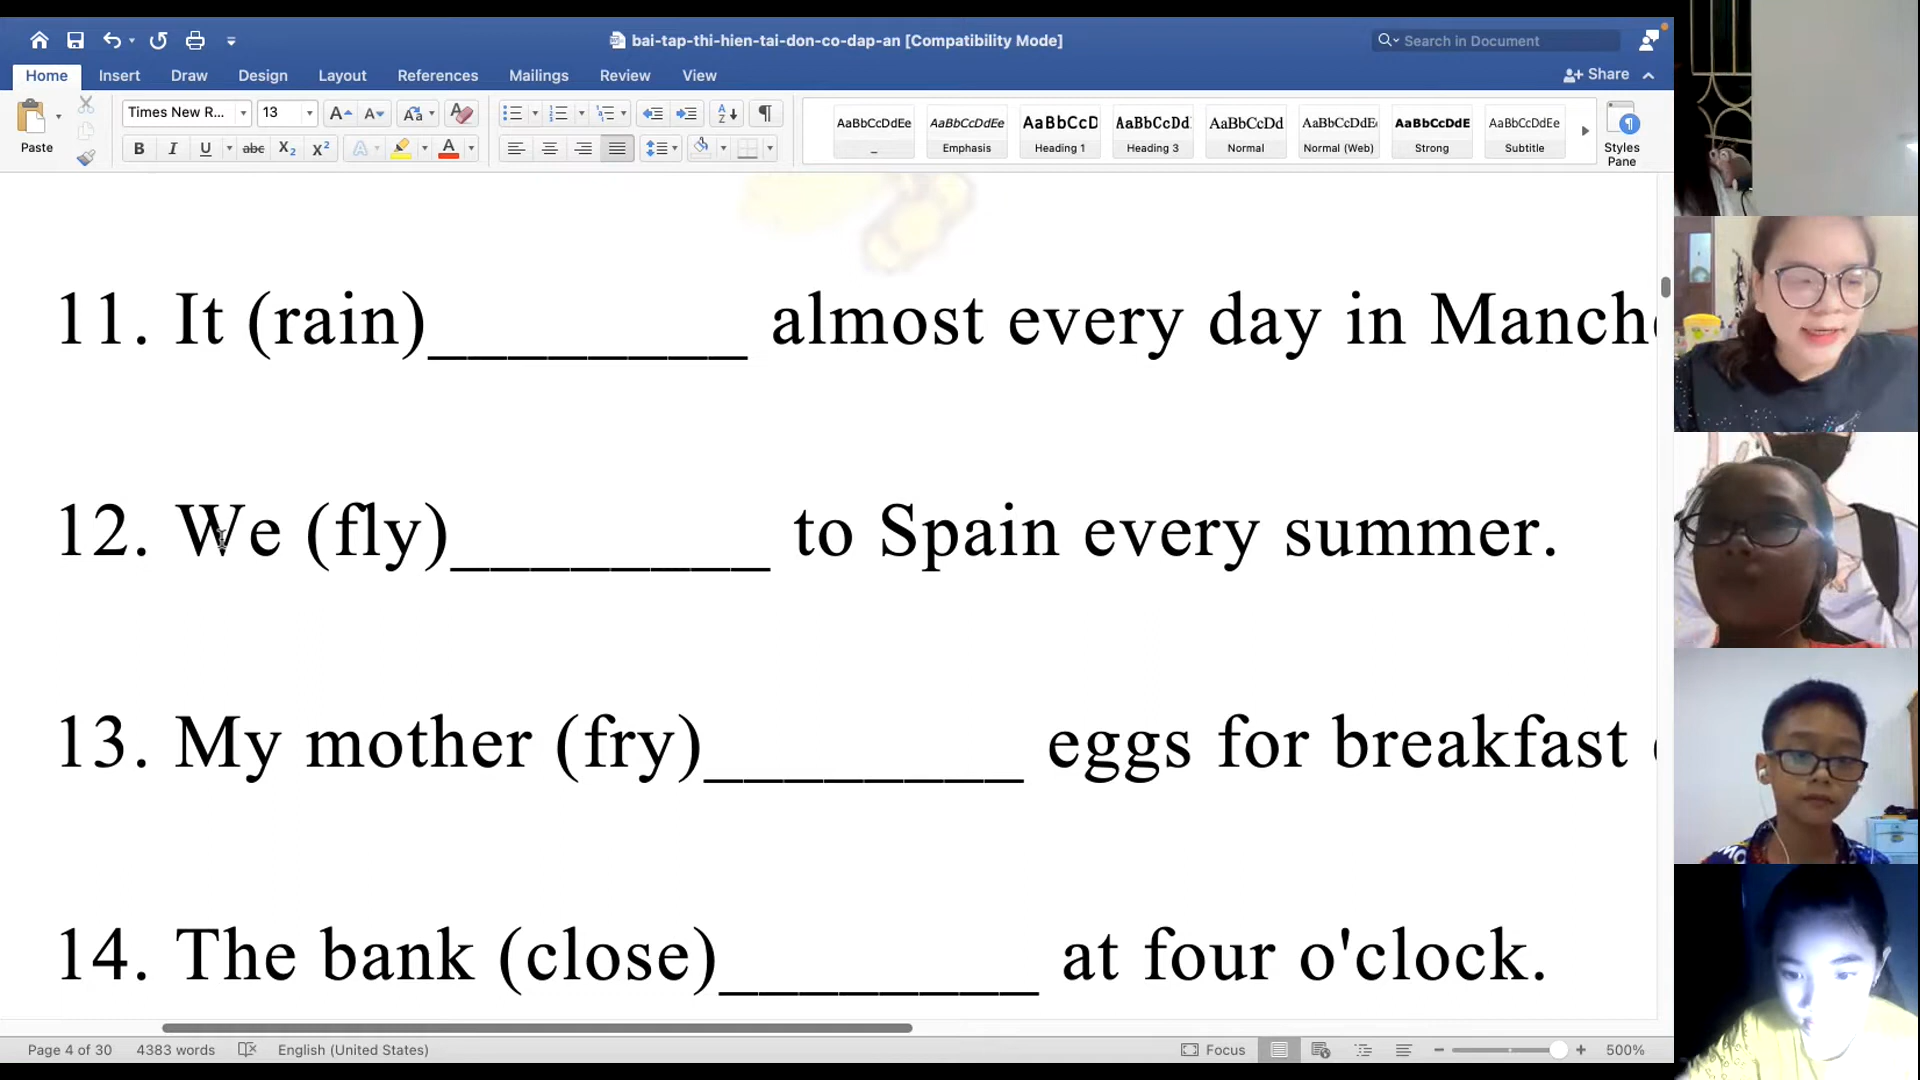 bai-tap-thi-hien-tai-don-co-dap-an [Compatibility Mode]
Search in Document
Home Insert Draw Design Layout References Mailings Review View
Share
Paste
Times New R... 13
AaBbCcDdEe AaBbCcDdEe AaBbCcD AaBbCcDd AaBbCcDd AaBbCcDdE AaBbCcDdE AaBbCcDdEe
Emphasis Heading 1 Heading 3 Normal Normal (Web) Strong Subtitle
Styles Pane
11. It (rain)________ almost every day in Manch
12. We (fly)________ to Spain every summer.
13. My mother (fry)________ eggs for breakfast
14. The bank (close)________ at four o'clock.
Page 4 of 30 4383 words English (United States) Focus 500%